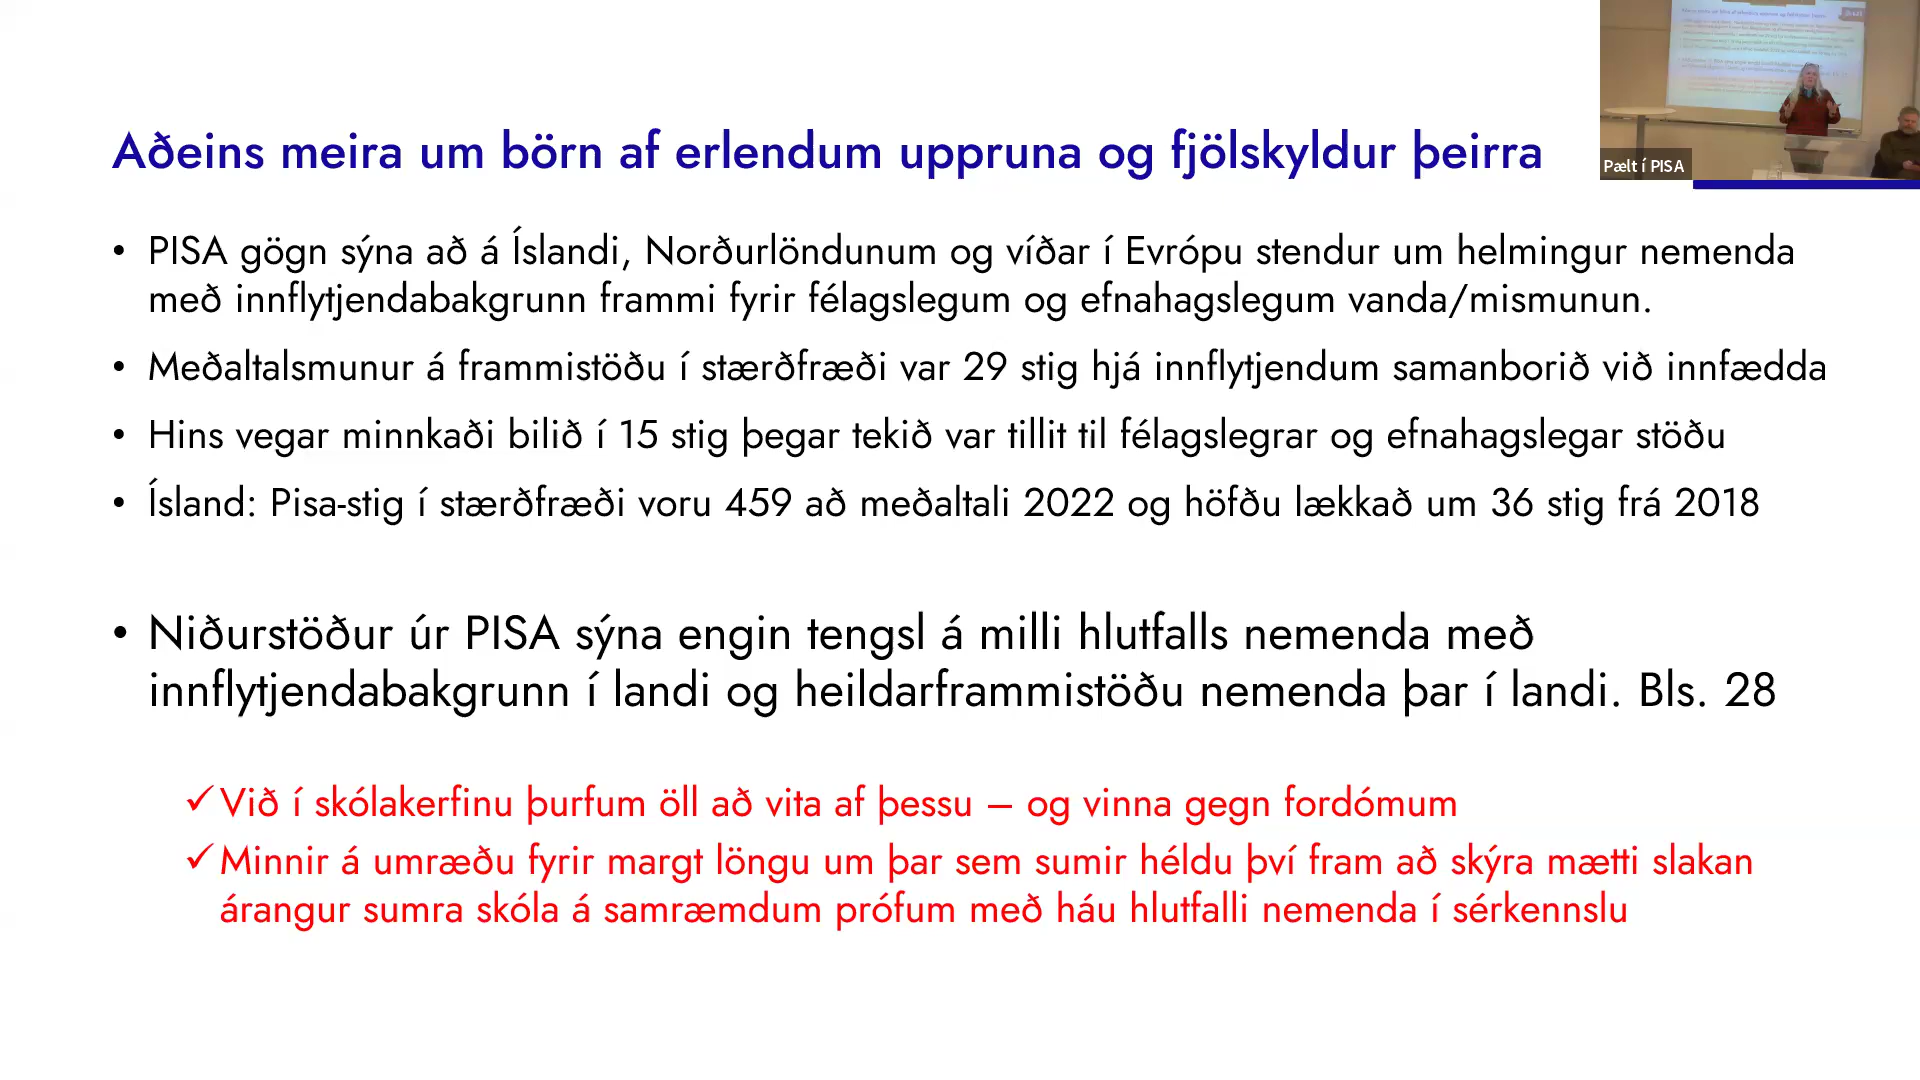 Aðeins meira um börn af erlendum uppruna og fjölskyldur þeirra
Pælt í PISA
• PISA gögn sýna að á Íslandi, Norðurlöndunum og víðar í Evrópu stendur um helmingur nemenda
með innflytjendabakgrunn frammi fyrir félagslegum og efnahagslegum vanda/mismunun.
• Meðaltalsmunur á frammistöðu í stærðfræði var 29 stig hjá innflytjendum samanborið við innfædda
• Hins vegar minnkaði bilið í 15 stig þegar tekið var tillit til félagslegrar og efnahagslegar stöðu
• Ísland: Pisa-stig í stærðfræði voru 459 að meðaltali 2022 og höfðu lækkað um 36 stig frá 2018
• Niðurstöður úr PISA sýna engin tengsl á milli hlutfalls nemenda með
innflytjendabakgrunn í landi og heildarframmistöðu nemenda þar í landi. Bls. 28
✓Við í skólakerfinu þurfum öll að vita af þessu – og vinna gegn fordómum
✓Minnir á umræðu fyrir margt löngu um þar sem sumir héldu því fram að skýra mætti slakan
árangur sumra skóla á samræmdum prófum með háu hlutfalli nemenda í sérkennslu